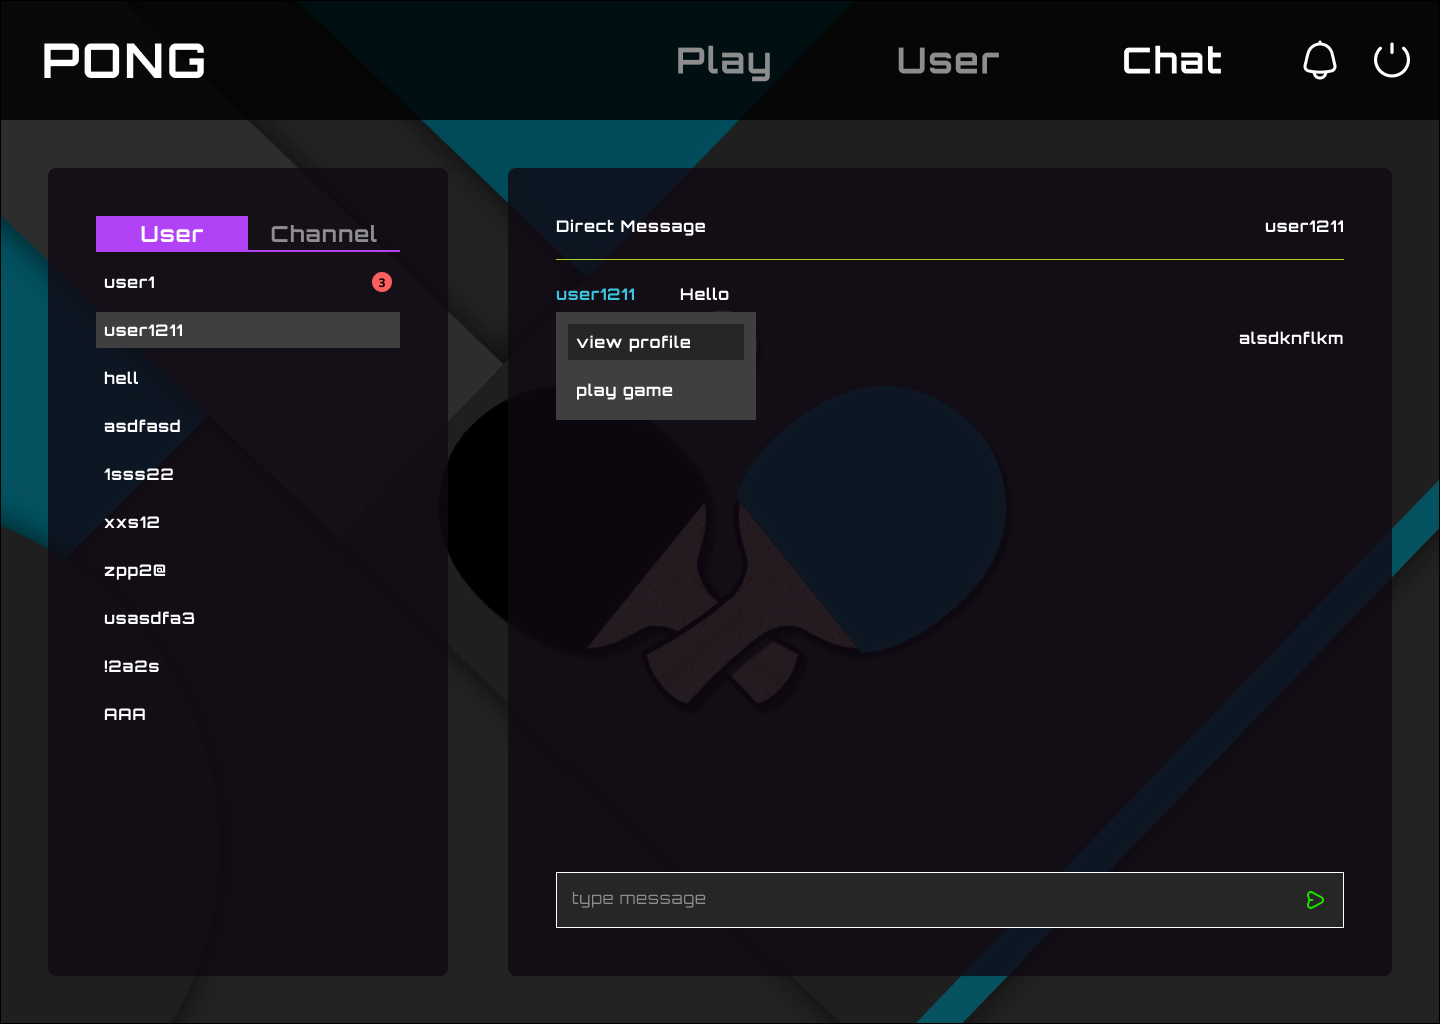 PONG
Play
User
Chat
User
Channel
user1
3
user1211
hell
asdfasd
1sss22
xxs12
zpp2@
usasdfa3
!2a2s
AAA
Direct Message
user1211
user1211 Hello
view profile
alsdknflkm
play game
type message